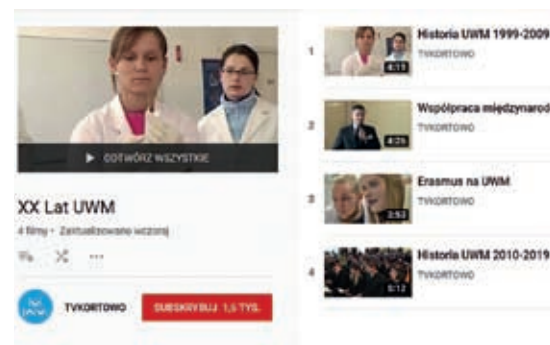 ODTWÓRZ WSZYSTKIE
XX Lat UWM
4 filmy • Zaktualizowano wczoraj
TVKORTOWO
SUBSKRYBUJ 1,5 TYS.
1
Historia UWM 1999-2009
TVKORTOWO
4:11
2
Współpraca międzynarod
TVKORTOWO
4:25
3
Erasmus na UWM
TVKORTOWO
3:53
4
Historia UWM 2010-2019
TVKORTOWO
5:12